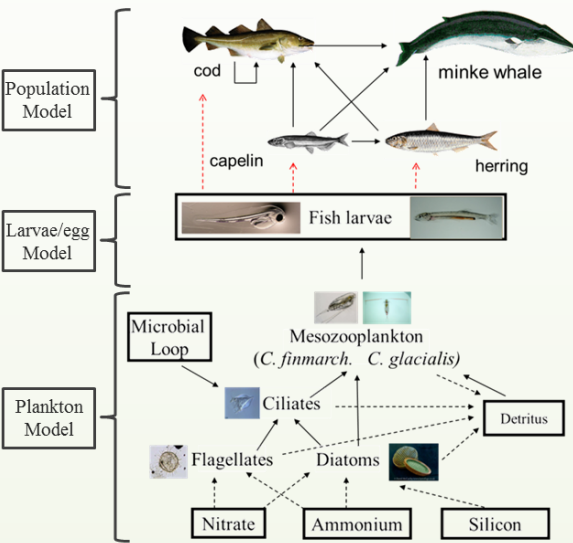 cod
minke whale
Population
Model
capelin
herring
Larvae/egg
Model
Fish larvae
Microbial
Loop
Mesozooplankton
(C. finmarch. C. glacialis)
Plankton
Model
Ciliates
Detritus
Flagellates
Diatoms
Nitrate
Ammonium
Silicon